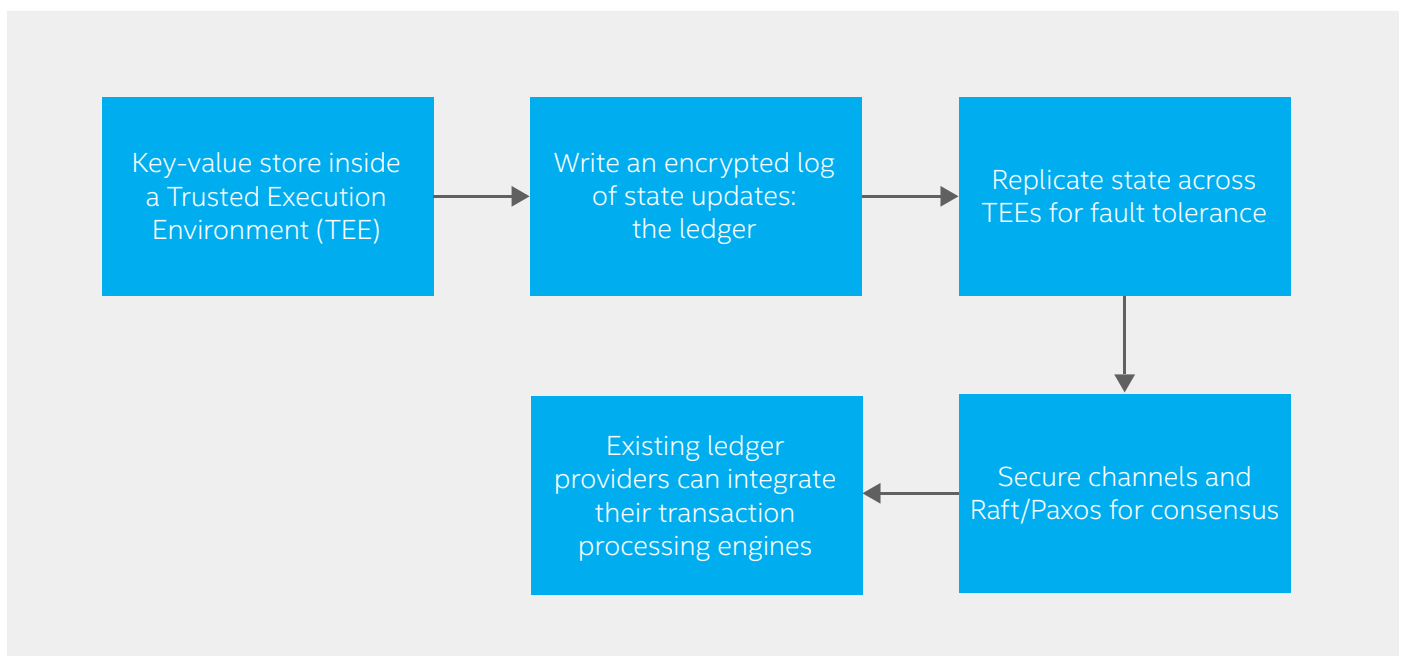 Key-value store inside
a Trusted Execution
Environment (TEE)
Write an encrypted log
of state updates:
the ledger
Replicate state across
TEEs for fault tolerance
Secure channels and
Raft/Paxos for consensus
Existing ledger
providers can integrate
their transaction
processing engines